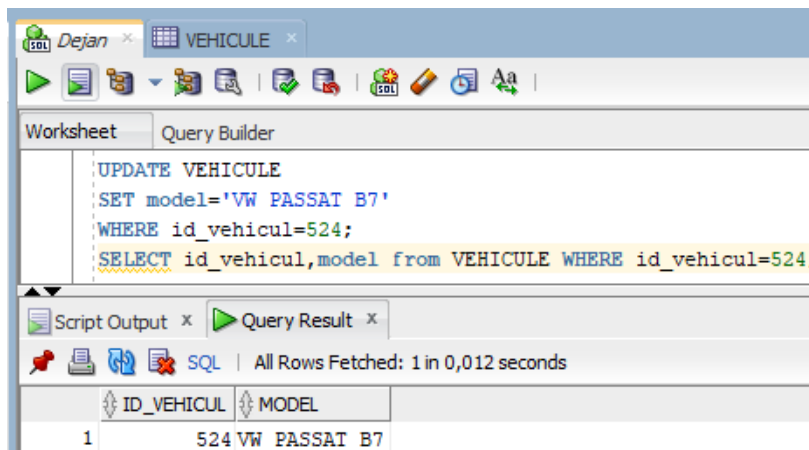 Dejan
VEHICULE
Worksheet
Query Builder
UPDATE VEHICULE
SET model='VW PASSAT B7'
WHERE id_vehicul=524;
SELECT id_vehicul,model from VEHICULE WHERE id_vehicul=524
Script Output x
Query Result x
SQL | All Rows Fetched: 1 in 0,012 seconds
ID_VEHICUL MODEL
1 524 VW PASSAT B7